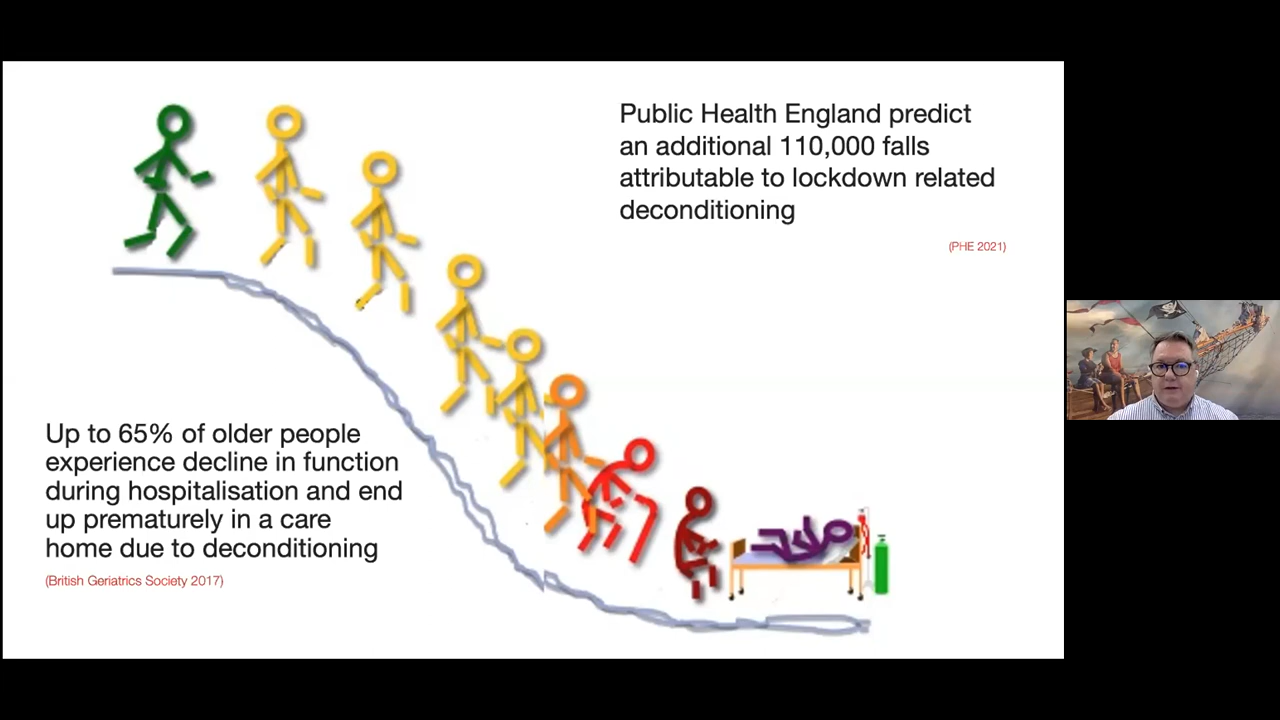 Public Health England predict
an additional 110,000 falls
attributable to lockdown related
deconditioning
(PHE 2021)
Up to 65% of older people
experience decline in function
during hospitalisation and end
up prematurely in a care
home due to deconditioning
(British Geriatrics Society 2017)